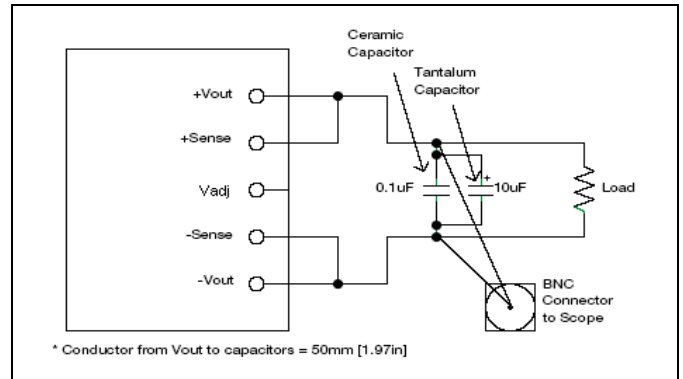 Ceramic
Capacitor
Tantalum
Capacitor
+Vout
+Sense
Vadj
-Sense
-Vout
0.1uF
+
10uF
Load
BNC
Connector
to Scope
* Conductor from Vout to capacitors = 50mm [1.97in]